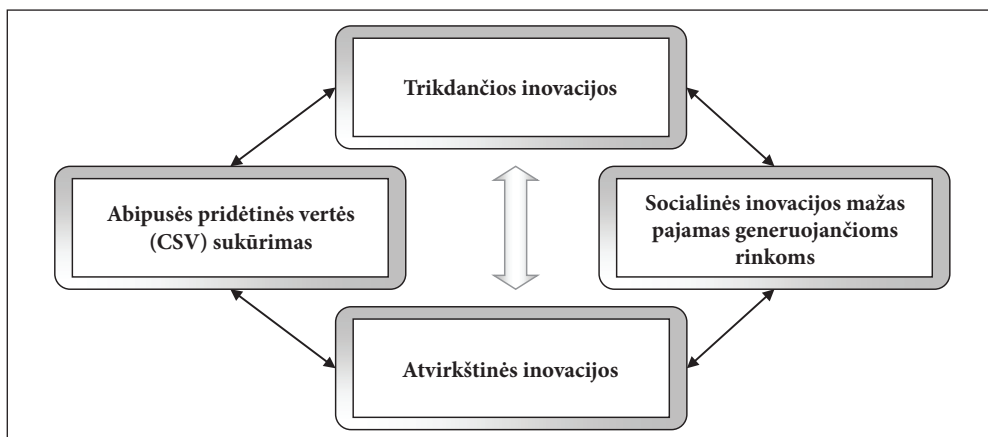 Trikdančios inovacijos
Abipusės pridėtinės vertės
(CSV) sukūrimas
Socialinės inovacijos mažas
pajamas generuojančioms
rinkoms
Atvirkštinės inovacijos